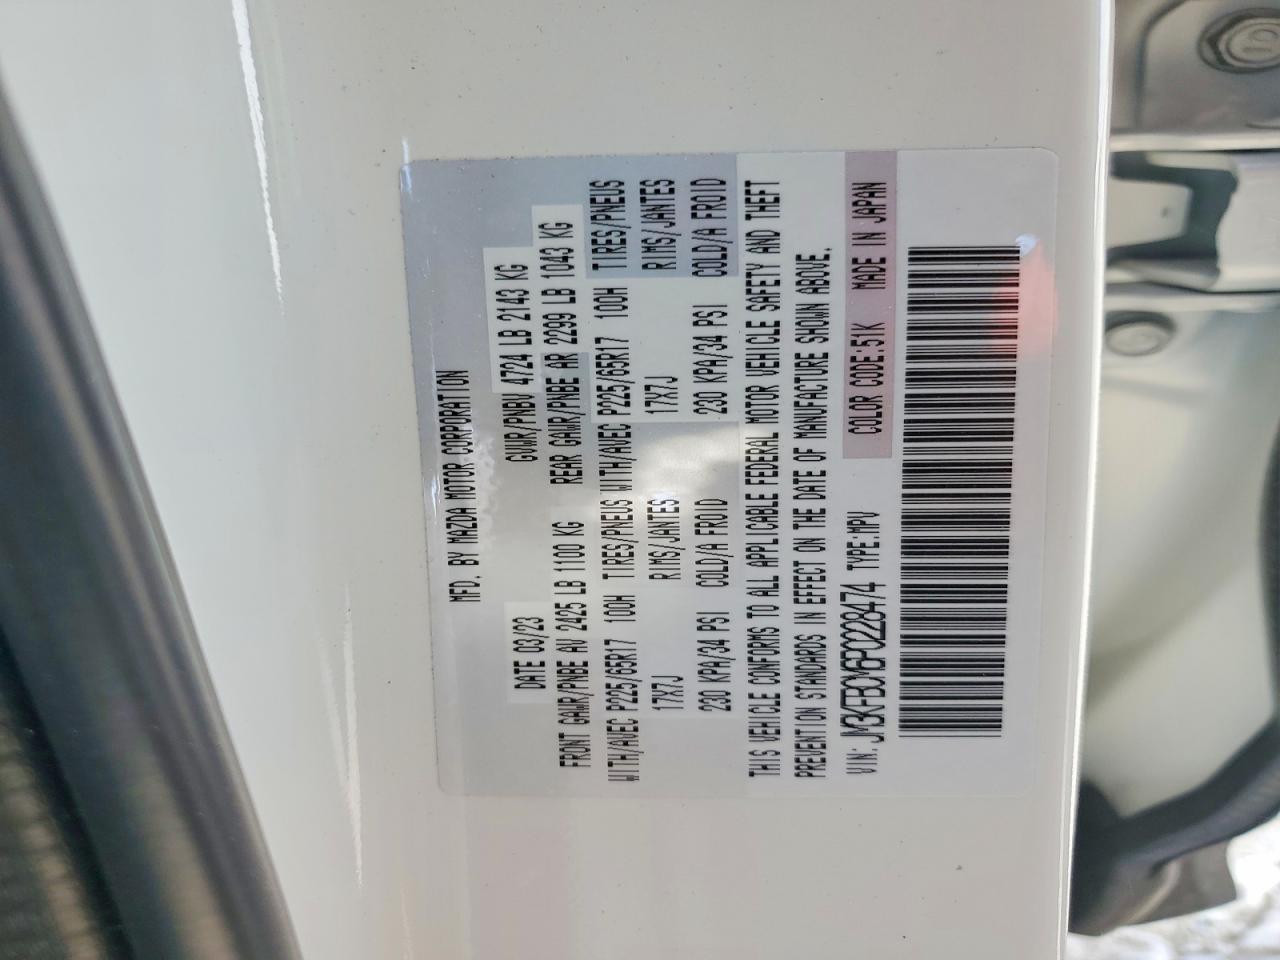 MFD. BY MAZDA MOTOR CORPORATION
DATE 03/23 GVWR/PNBV 4724 LB 2143 KG
FRONT GAWR/PNBE AV 2425 LB 1100 KG REAR GAWR/PNBE AR 2299 LB 1043 KG
WITH/AVEC P225/65R17 100H TIRES/PNEUS WITH/AVEC P225/65R17 100H TIRES/PNEUS
17X7J RIMS/JANTES 17X7J RIMS/JANTES
230 KPA/34 PSI COLD/A FROID 230 KPA/34 PSI COLD/A FROID
THIS VEHICLE CONFORMS TO ALL APPLICABLE FEDERAL MOTOR VEHICLE SAFETY AND THEFT
PREVENTION STANDARDS IN EFFECT ON THE DATE OF MANUFACTURE SHOWN ABOVE.
VIN: JM3KFBCM6P0228474 TYPE:MPV COLOR CODE:51K MADE IN JAPAN